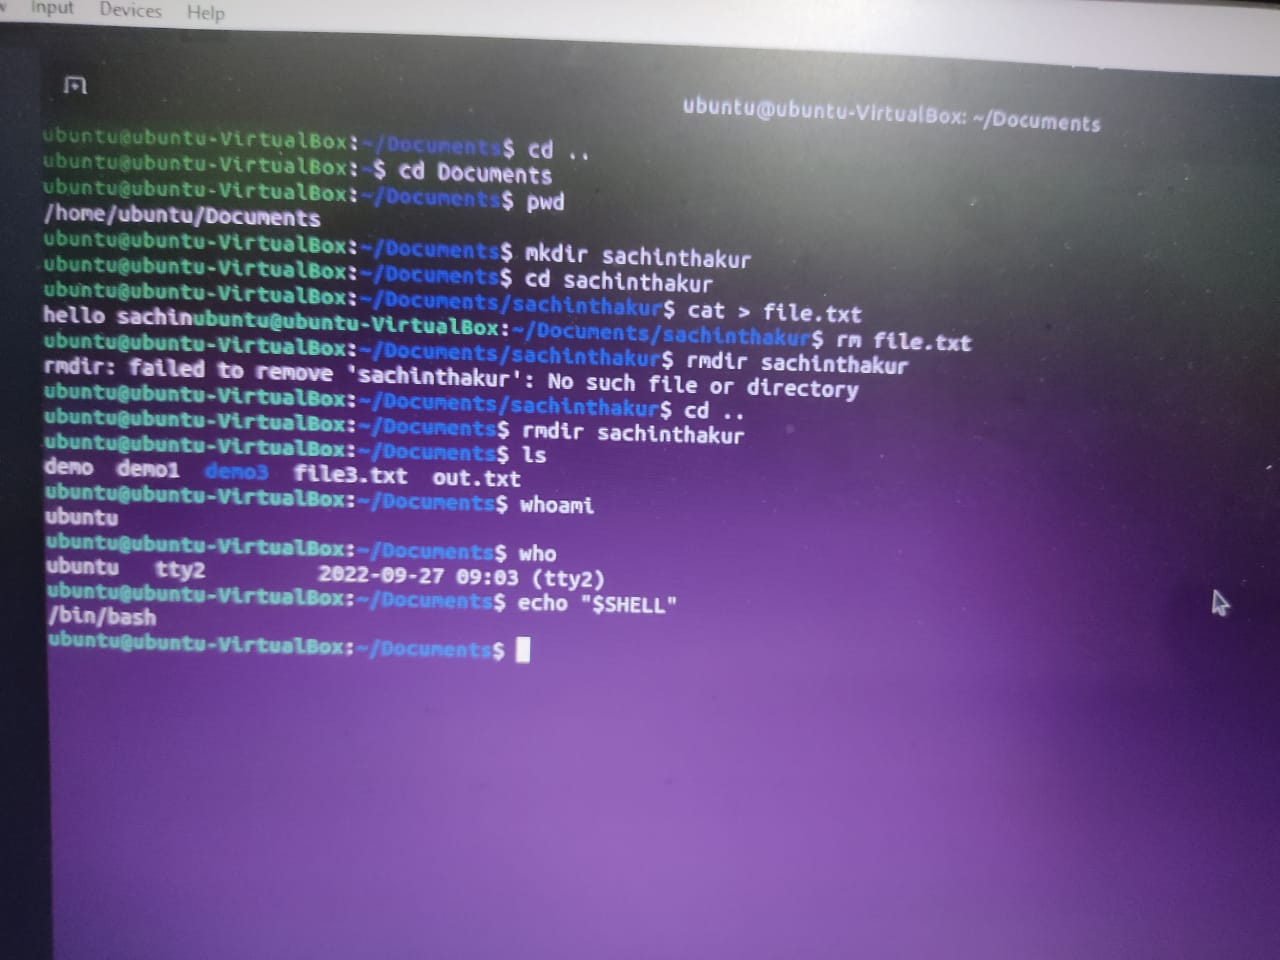 Input Devices Help
ubuntu@ubuntu-VirtualBox: ~/Documents
ubuntu@ubuntu-VirtualBox:~/Documents$ cd ..
ubuntu@ubuntu-VirtualBox:~$ cd Documents
ubuntu@ubuntu-VirtualBox:~/Documents$ pwd
/home/ubuntu/Documents
ubuntu@ubuntu-VirtualBox:~/Documents$ mkdir sachinthakur
ubuntu@ubuntu-VirtualBox:~/Documents$ cd sachinthakur
ubuntu@ubuntu-VirtualBox:~/Documents/sachinthakur$ cat > file.txt
hello sachinubuntu@ubuntu-VirtualBox:~/Documents/sachinthakur$ rm file.txt
ubuntu@ubuntu-VirtualBox:~/Documents/sachinthakur$ rmdir sachinthakur
rmdir: failed to remove 'sachinthakur': No such file or directory
ubuntu@ubuntu-VirtualBox:~/Documents/sachinthakur$ cd ..
ubuntu@ubuntu-VirtualBox:~/Documents$ rmdir sachinthakur
ubuntu@ubuntu-VirtualBox:~/Documents$ ls
demo demo1 demo3 file3.txt out.txt
ubuntu@ubuntu-VirtualBox:~/Documents$ whoami
ubuntu
ubuntu@ubuntu-VirtualBox:~/Documents$ who
ubuntu tty2 2022-09-27 09:03 (tty2)
ubuntu@ubuntu-VirtualBox:~/Documents$ echo "$SHELL"
/bin/bash
ubuntu@ubuntu-VirtualBox:~/Documents$